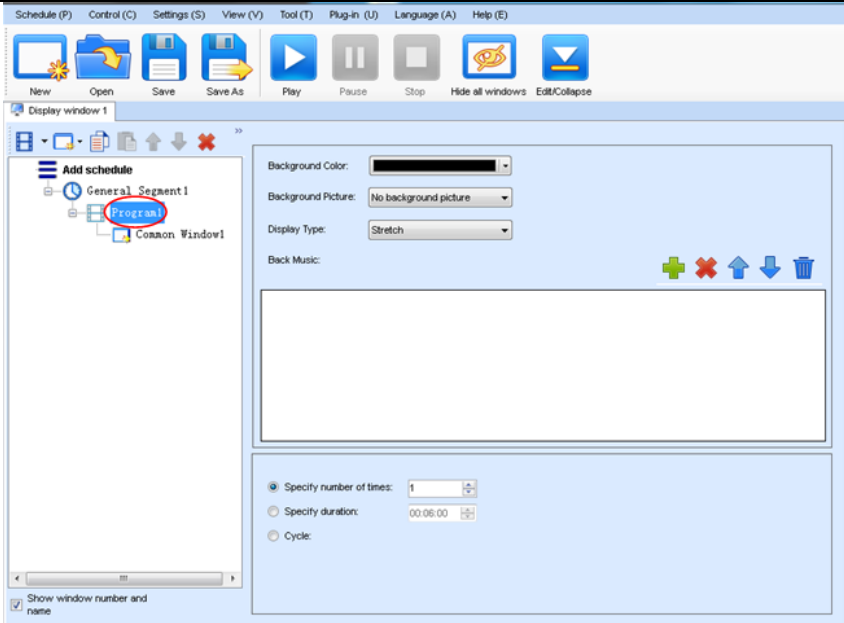 Schedule (P) Control (C) Settings (S) View (V) Tool (T) Plug-in (U) Language (A) Help (E)
New Open Save Save As Play Pause Stop Hide all windows Edit/Collapse
Display window 1
»
Add schedule
General Segment1
Program1
Common Window1
Show window number and
name
Background Color:
Background Picture: No background picture
Display Type: Stretch
Back Music:
Specify number of times: 1
Specify duration: 00:06:00
Cycle: